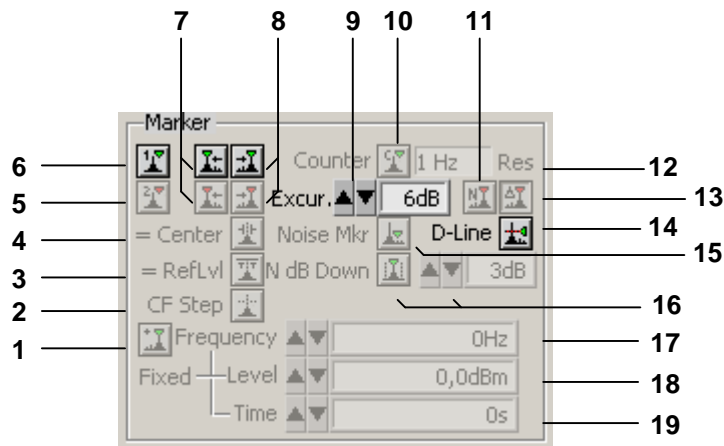 7 8 9 10 11
Marker
6 Counter 1 Hz Res 12
5 Excur. 6dB 13
4 = Center Noise Mkr D-Line 14
15
3 = RefLvl N dB Down 3dB
2 CF Step 16
1 Frequency 0Hz 17
Fixed Level 0,0dBm 18
Time 0s 19